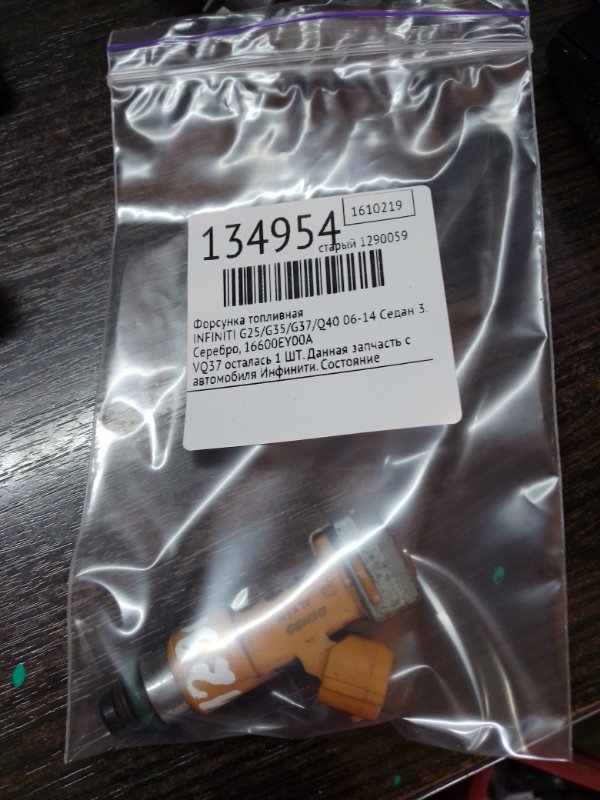 134954
1610219
старый 1290059
Форсунка топливная
INFINITI G25/G35/G37/Q40 06-14 Седан 3.
Серебро, 16600EY00A
VQ37 осталась 1 ШТ. Данная запчасть с
автомобиля Инфинити. Состояние
DENSO